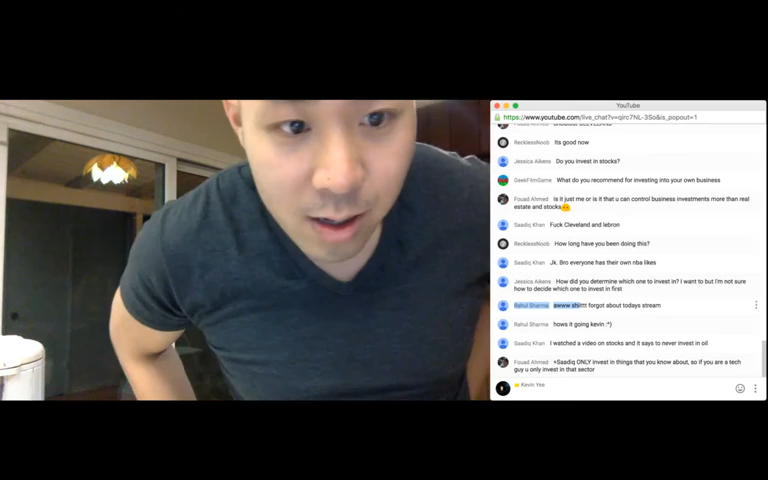 YouTube
https://www.youtube.com/live_chat?v=qirc7NL-3So&is_popout=1
Fouad Ahmed
RecklessNoob Its good now
Jessica Aikens Do you invest in stocks?
GeekFilmGame What do you recommend for investing into your own business
Fouad Ahmed Is it just me or is it that u can control business investments more than real
estate and stocks
Saadiq Khan Fuck Cleveland and lebron
RecklessNoob How long have you been doing this?
Saadiq Khan Jk. Bro everyone has their own nba likes
Jessica Aikens How did you determine which one to invest in? I want to but I'm not sure
how to decide which one to invest in first
Rahul Sharma awww shiittt forgot about todays stream
Rahul Sharma hows it going kevin :^)
Saadiq Khan I watched a video on stocks and it says to never invest in oil
Fouad Ahmed +Saadiq ONLY invest in things that you know about, so if you are a tech
guy u only invest in that sector
Kevin Yee